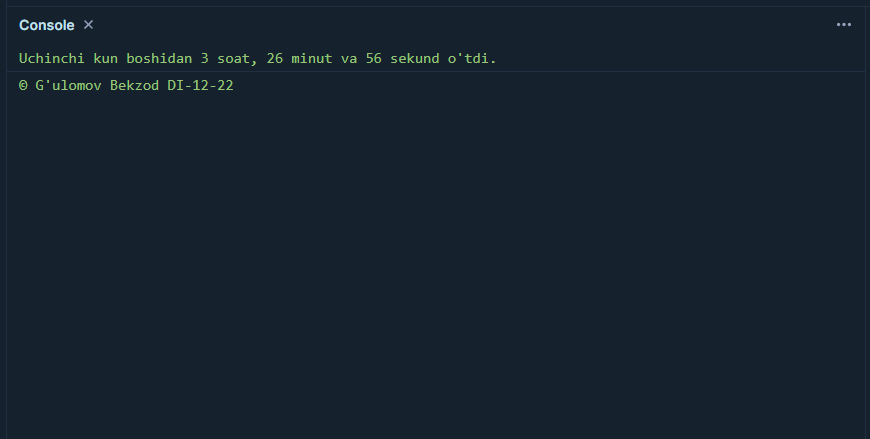 Console
Uchinchi kun boshidan 3 soat, 26 minut va 56 sekund o'tdi.
© G'ulomov Bekzod DI-12-22